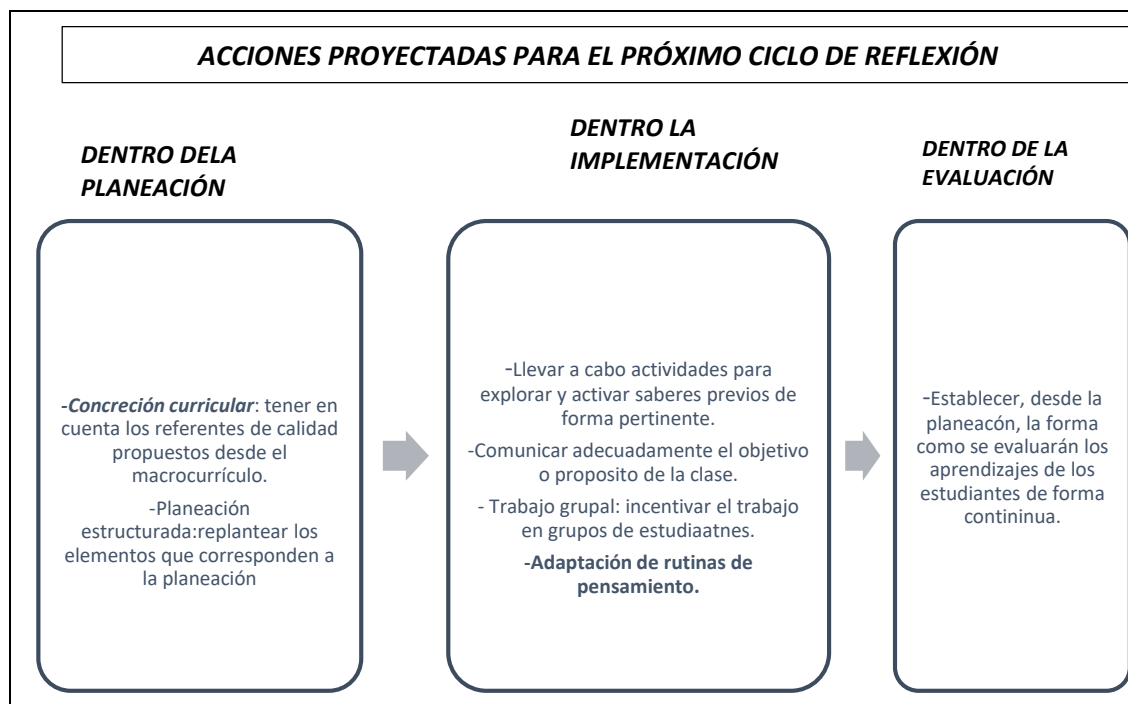 ACCIONES PROYECTADAS PARA EL PRÓXIMO CICLO DE REFLEXIÓN
DENTRO DELA
PLANEACIÓN
-Concreción curricular: tener en
cuenta los referentes de calidad
propuestos desde el
macrocurrículo.
-Planeación
estructurada:replantear los
elementos que corresponden a
la planeación
DENTRO LA
IMPLEMENTACIÓN
-Llevar a cabo actividades para
explorar y activar saberes previos de
forma pertinente.
-Comunicar adecuadamente el objetivo
o proposito de la clase.
- Trabajo grupal: incentivar el trabajo
en grupos de estudiaatnes.
-Adaptación de rutinas de
pensamiento.
DENTRO DE LA
EVALUACIÓN
-Establecer, desde la
planeacón, la forma
como se evaluarán los
aprendizajes de los
estudiantes de forma
contininua.